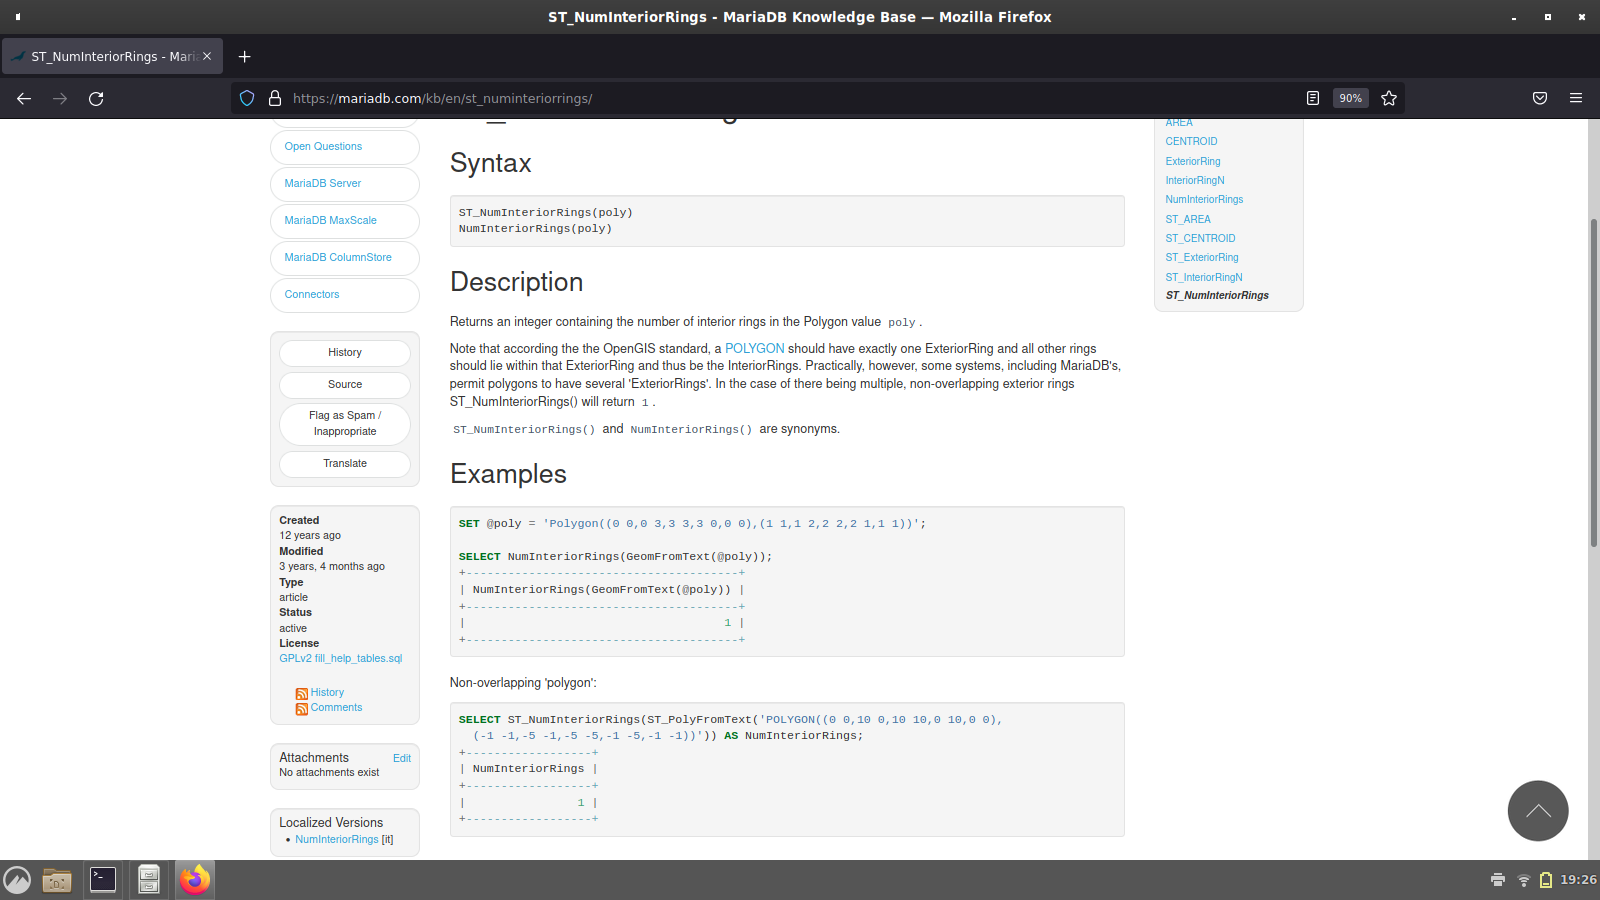 ST_NumInteriorRings - MariaDB Knowledge Base — Mozilla Firefox
ST_NumInteriorRings - Maria
https://mariadb.com/kb/en/st_numinteriorrings/
90%
Open Questions
MariaDB Server
MariaDB MaxScale
MariaDB ColumnStore
Connectors
History
Source
Flag as Spam /
Inappropriate
Translate
Created
12 years ago
Modified
3 years, 4 months ago
Type
article
Status
active
License
GPLv2 fill_help_tables.sql
History
Comments
Attachments Edit
No attachments exist
Localized Versions
• NumInteriorRings [it]
Syntax
ST_NumInteriorRings(poly)
NumInteriorRings(poly)
Description
Returns an integer containing the number of interior rings in the Polygon value poly .
Note that according the the OpenGIS standard, a POLYGON should have exactly one ExteriorRing and all other rings
should lie within that ExteriorRing and thus be the InteriorRings. Practically, however, some systems, including MariaDB's,
permit polygons to have several 'ExteriorRings'. In the case of there being multiple, non-overlapping exterior rings
ST_NumInteriorRings() will return 1 .
ST_NumInteriorRings() and NumInteriorRings() are synonyms.
Examples
SET @poly = 'Polygon((0 0,0 3,3 3,3 0,0 0),(1 1,1 2,2 2,2 1,1 1))';
SELECT NumInteriorRings(GeomFromText(@poly));
+---------------------------------------+
| NumInteriorRings(GeomFromText(@poly)) |
+---------------------------------------+
| 1 |
+---------------------------------------+
Non-overlapping 'polygon':
SELECT ST_NumInteriorRings(ST_PolyFromText('POLYGON((0 0,10 0,10 10,0 10,0 0),
(-1 -1,-5 -1,-5 -5,-1 -5,-1 -1))')) AS NumInteriorRings;
+------------------+
| NumInteriorRings |
+------------------+
| 1 |
+------------------+
AREA
CENTROID
ExteriorRing
InteriorRingN
NumInteriorRings
ST_AREA
ST_CENTROID
ST_ExteriorRing
ST_InteriorRingN
ST_NumInteriorRings
19:26